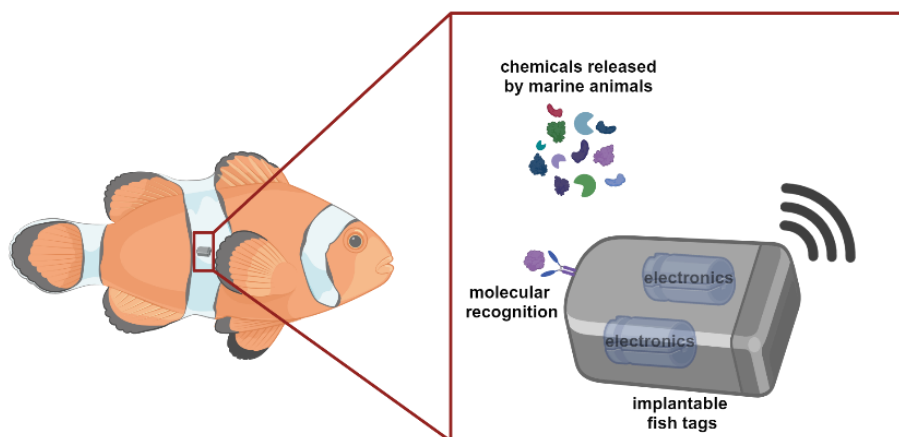 chemicals released
by marine animals
electronics
molecular
recognition
electronics
implantable
fish tags